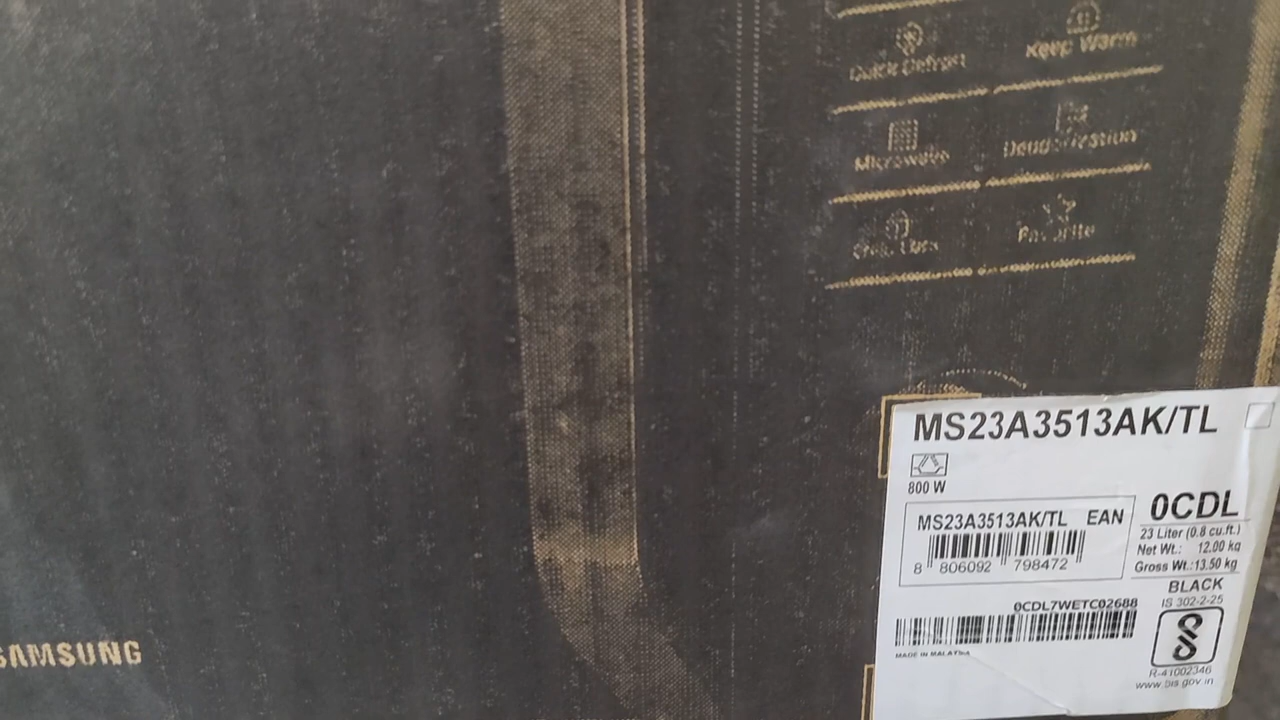 Quick Defrost
Keep Warm
Microwave
Deodorization
Child Lock
Favorite
SAMSUNG
MS23A3513AK/TL
800 W
MS23A3513AK/TL EAN
8 806092 798472
0CDL
23 Liter (0.8 cu.ft.)
Net Wt.: 12.00 kg
Gross Wt.:13.50 kg
BLACK
IS 302-2-25
0CDL7WETC02688
MADE IN MALAYSIA
R-41002346
www.bis.gov.in